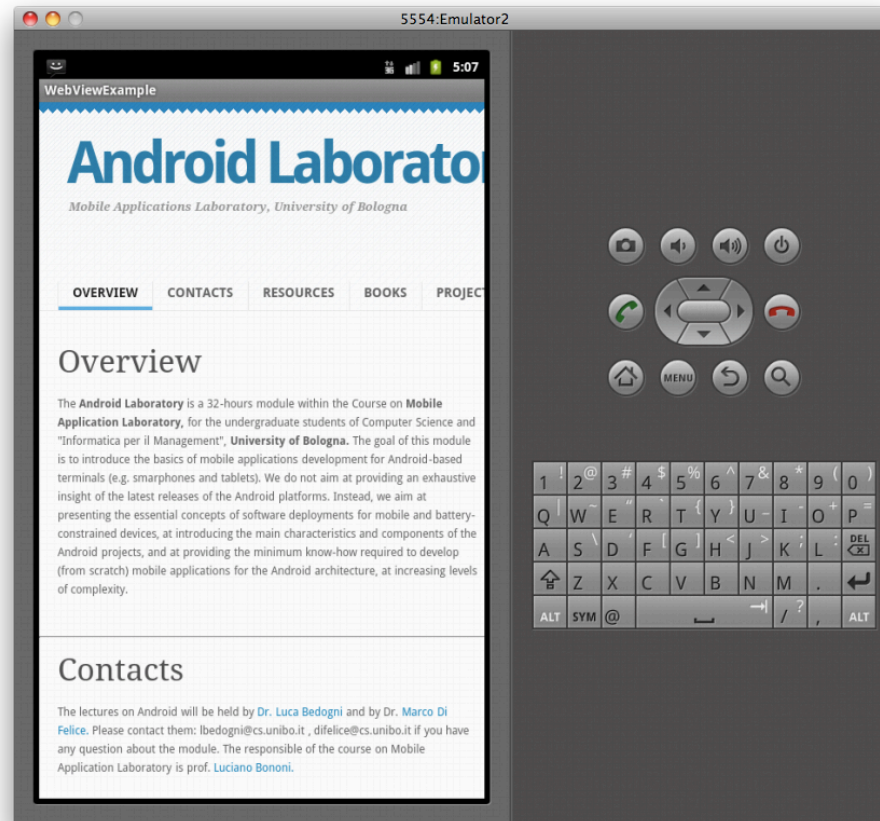 5554:Emulator2
3G 5:07
WebViewExample
Android Laborato
Mobile Applications Laboratory, University of Bologna
OVERVIEW CONTACTS RESOURCES BOOKS PROJEC
Overview
The Android Laboratory is a 32-hours module within the Course on Mobile
Application Laboratory, for the undergraduate students of Computer Science and
"Informatica per il Management", University of Bologna. The goal of this module
is to introduce the basics of mobile applications development for Android-based
terminals (e.g. smarphones and tablets). We do not aim at providing an exhaustive
insight of the latest releases of the Android platforms. Instead, we aim at
presenting the essential concepts of software deployments for mobile and battery-
constrained devices, at introducing the main characteristics and components of the
Android projects, and at providing the minimum know-how required to develop
(from scratch) mobile applications for the Android architecture, at increasing levels
of complexity.
Contacts
The lectures on Android will be held by Dr. Luca Bedogni and by Dr. Marco Di
Felice. Please contact them: lbedogni@cs.unibo.it , difelice@cs.unibo.it if you have
any question about the module. The responsible of the course on Mobile
Application Laboratory is prof. Luciano Bononi.
MENU
1 ! 2 @ 3 # 4 $ 5 % 6 ^ 7 & 8 * 9 ( 0 )
Q | W ~ E " R ` T { Y } U _ I - O + P =
A S \ D ' F [ G ] H < J > K ; L : DEL
Z X C V B N M .
ALT SYM @ / ? , ALT